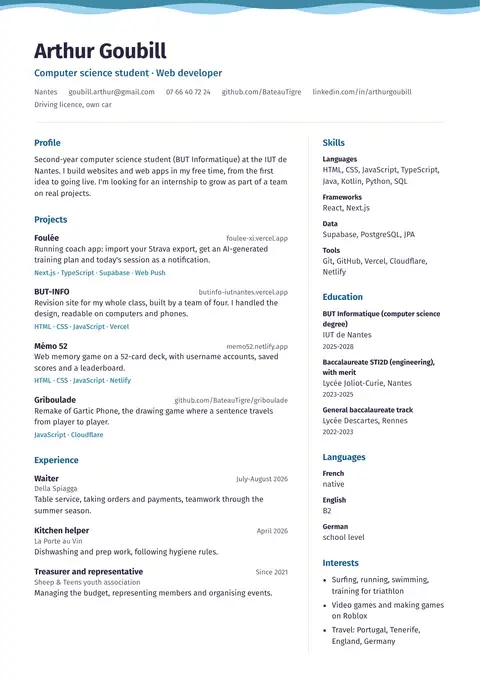 Arthur Goubill
Computer science student · Web developer
Nantes goubill.arthur@gmail.com 07 66 40 72 24 github.com/BateauTigre linkedin.com/in/arthurgoubill
Driving licence, own car
Profile
Second-year computer science student (BUT Informatique) at the IUT de
Nantes. I build websites and web apps in my free time, from the first
idea to going live. I'm looking for an internship to grow as part of a team
on real projects.
Projects
Foulée foulee-xi.vercel.app
Running coach app: import your Strava export, get an AI-generated
training plan and today's session as a notification.
Next.js · TypeScript · Supabase · Web Push
BUT-INFO butinfo-iutnantes.vercel.app
Revision site for my whole class, built by a team of four. I handled the
design, readable on computers and phones.
HTML · CSS · JavaScript · Vercel
Mémo 52 memo52.netlify.app
Web memory game on a 52-card deck, with username accounts, saved
scores and a leaderboard.
HTML · CSS · JavaScript · Netlify
Griboulade github.com/BateauTigre/griboulade
Remake of Gartic Phone, the drawing game where a sentence travels
from player to player.
JavaScript · Cloudflare
Experience
Waiter July-August 2026
Della Spiagga
Table service, taking orders and payments, teamwork through the
summer season.
Kitchen helper April 2026
La Porte au Vin
Dishwashing and prep work, following hygiene rules.
Treasurer and representative Since 2021
Sheep & Teens youth association
Managing the budget, representing members and organising events.
Skills
Languages
HTML, CSS, JavaScript, TypeScript,
Java, Kotlin, Python, SQL
Frameworks
React, Next.js
Data
Supabase, PostgreSQL, JPA
Tools
Git, GitHub, Vercel, Cloudflare,
Netlify
Education
BUT Informatique (computer science
degree)
IUT de Nantes
2025-2028
Baccalaureate STI2D (engineering),
with merit
Lycée Joliot-Curie, Nantes
2023-2025
General baccalaureate track
Lycée Descartes, Rennes
2022-2023
Languages
French
native
English
B2
German
school level
Interests
• Surfing, running, swimming,
training for triathlon
• Video games and making games
on Roblox
• Travel: Portugal, Tenerife,
England, Germany